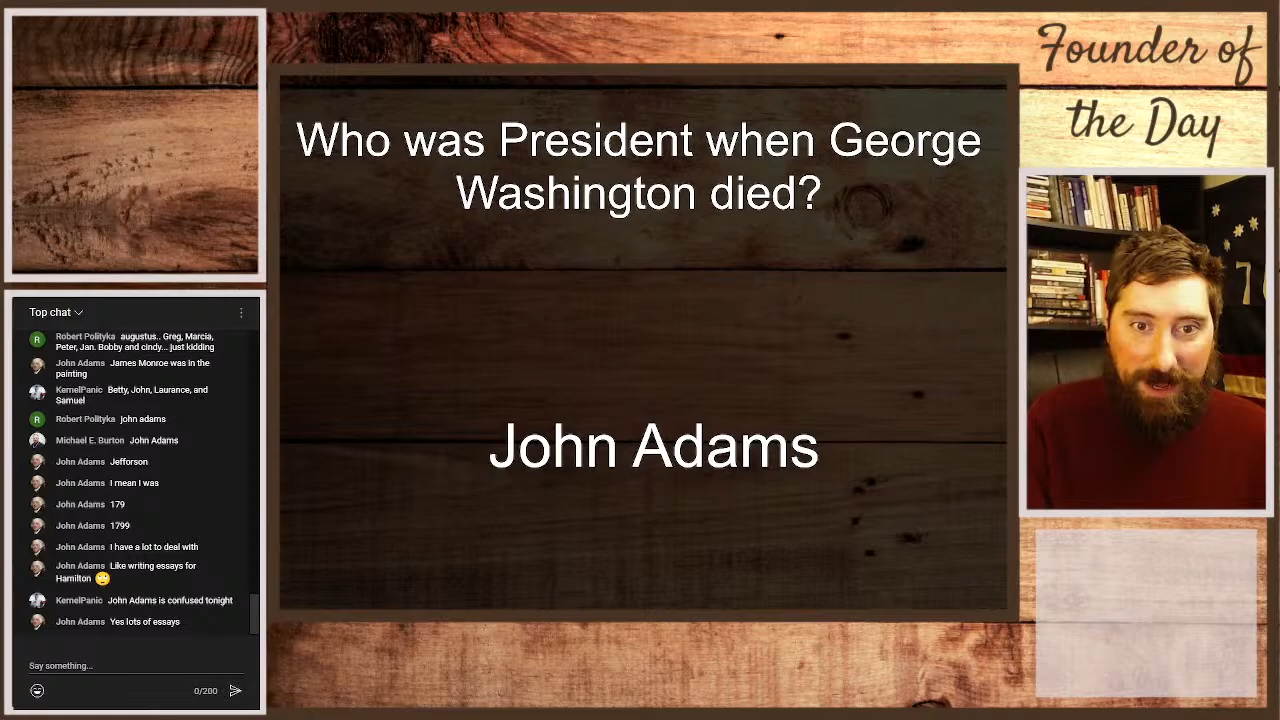 Founder of
the Day
Who was President when George
Washington died?
John Adams
Top chat
Robert Polityka augustus.. Greg, Marcia,
Peter, Jan. Bobby and cindy... just kidding
John Adams James Monroe was in the
painting
KernelPanic Betty, John, Laurance, and
Samuel
Robert Polityka john adams
Michael E. Burton John Adams
John Adams Jefforson
John Adams I mean I was
John Adams 179
John Adams 1799
John Adams I have a lot to deal with
John Adams Like writing essays for
Hamilton 🙄
KernelPanic John Adams is confused tonight
John Adams Yes lots of essays
Say something...
0/200
R
R